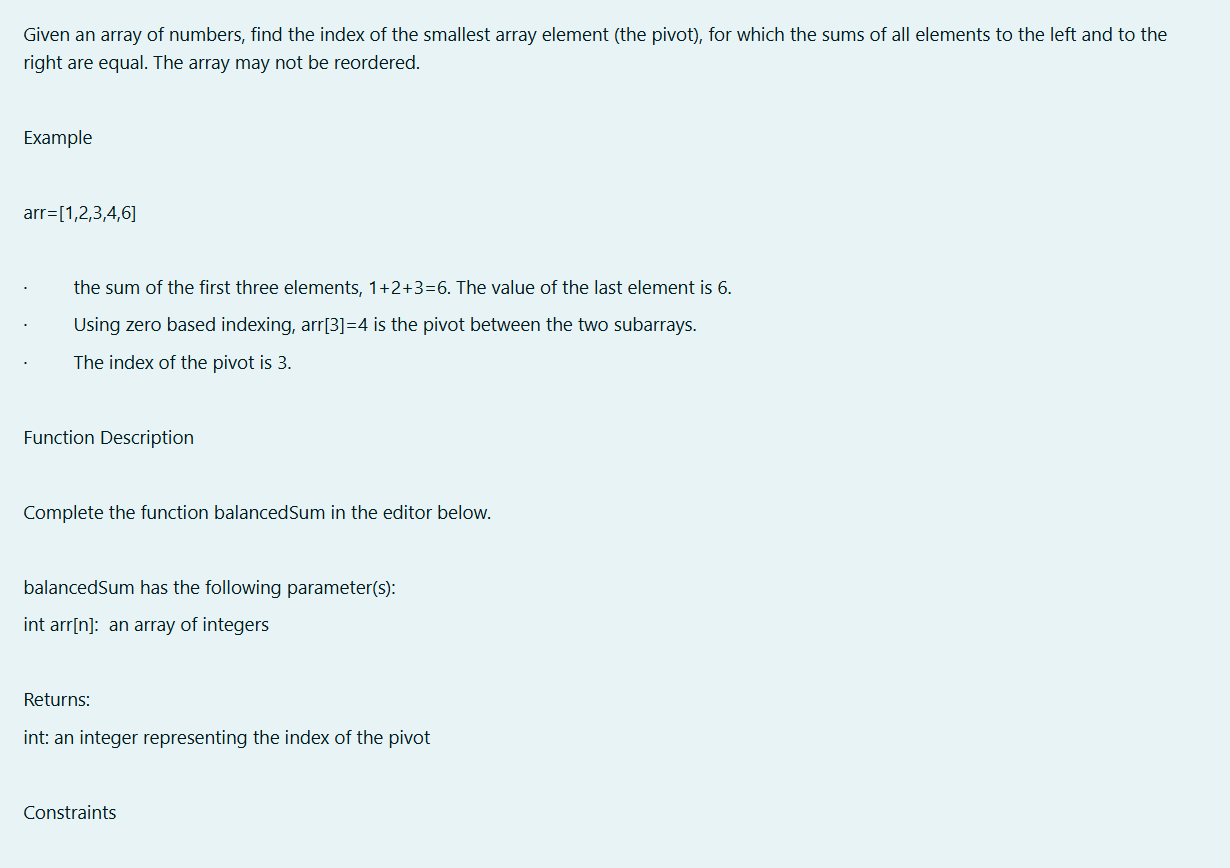 Given an array of numbers, find the index of the smallest array element (the pivot), for which the sums of all elements to the left and to the
right are equal. The array may not be reordered.
Example
arr=[1,2,3,4,6]
· the sum of the first three elements, 1+2+3=6. The value of the last element is 6.
· Using zero based indexing, arr[3]=4 is the pivot between the two subarrays.
· The index of the pivot is 3.
Function Description
Complete the function balancedSum in the editor below.
balancedSum has the following parameter(s):
int arr[n]: an array of integers
Returns:
int: an integer representing the index of the pivot
Constraints